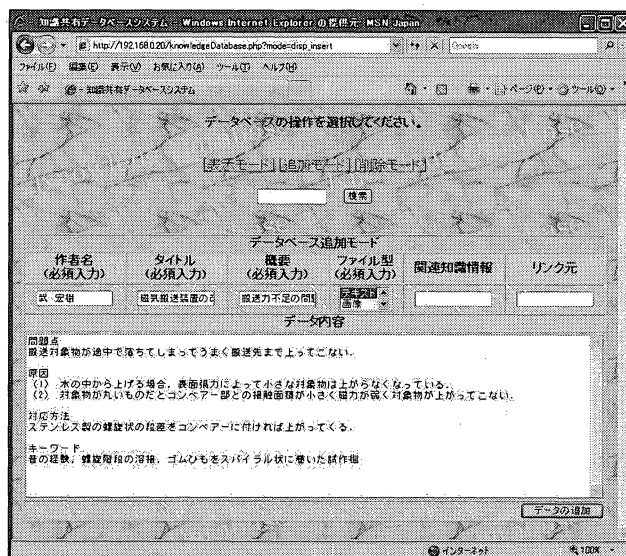 知識共有データベースシステム - Windows Internet Explorer の提供元: MSN Japan
http://192.168.0.20/knowledgeDatabase.php?mode=disp_insert
Google
ファイル(F) 編集(E) 表示(V) お気に入り(A) ツール(T) ヘルプ(H)
知識共有データベースシステム ページ(P) ツール(O)
データベースの操作を選択してください。
[表示モード] [追加モード] [削除モード]
検索
データベース追加モード
作者名 タイトル 概要 ファイル型 関連知識情報 リンク元
(必須入力) (必須入力) (必須入力) (必須入力)
武 宏樹 磁気搬送装置の 搬送力不足の問 テキスト
画像
データ内容
問題点
搬送対象物が途中で落ちてしまってうまく搬送先まで上ってこない.
原因
(1) 水の中から上げる場合, 表面張力によって小さな対象物は上がらなくなっている.
(2) 対象物が丸いものだとコンベアー部との接触面積が小さく磁力が弱く対象物が上がってこない.
対応方法
ステンレス製の螺旋状の段差をコンベアーに付ければ上がってくる.
キーワード
昔の経験, 螺旋階段の溶接, ゴムひもをスパイラル状に巻いた試作機
データの追加
インターネット 100%